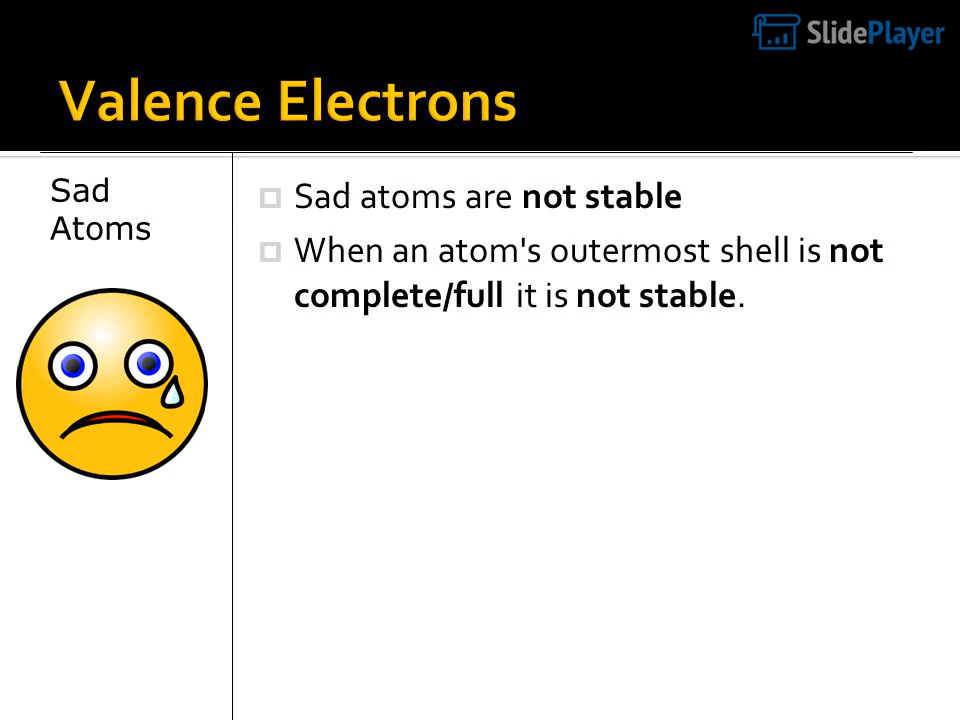 SlidePlayer
Valence Electrons
Sad
Atoms
Sad atoms are not stable
When an atom's outermost shell is not
complete/full it is not stable.